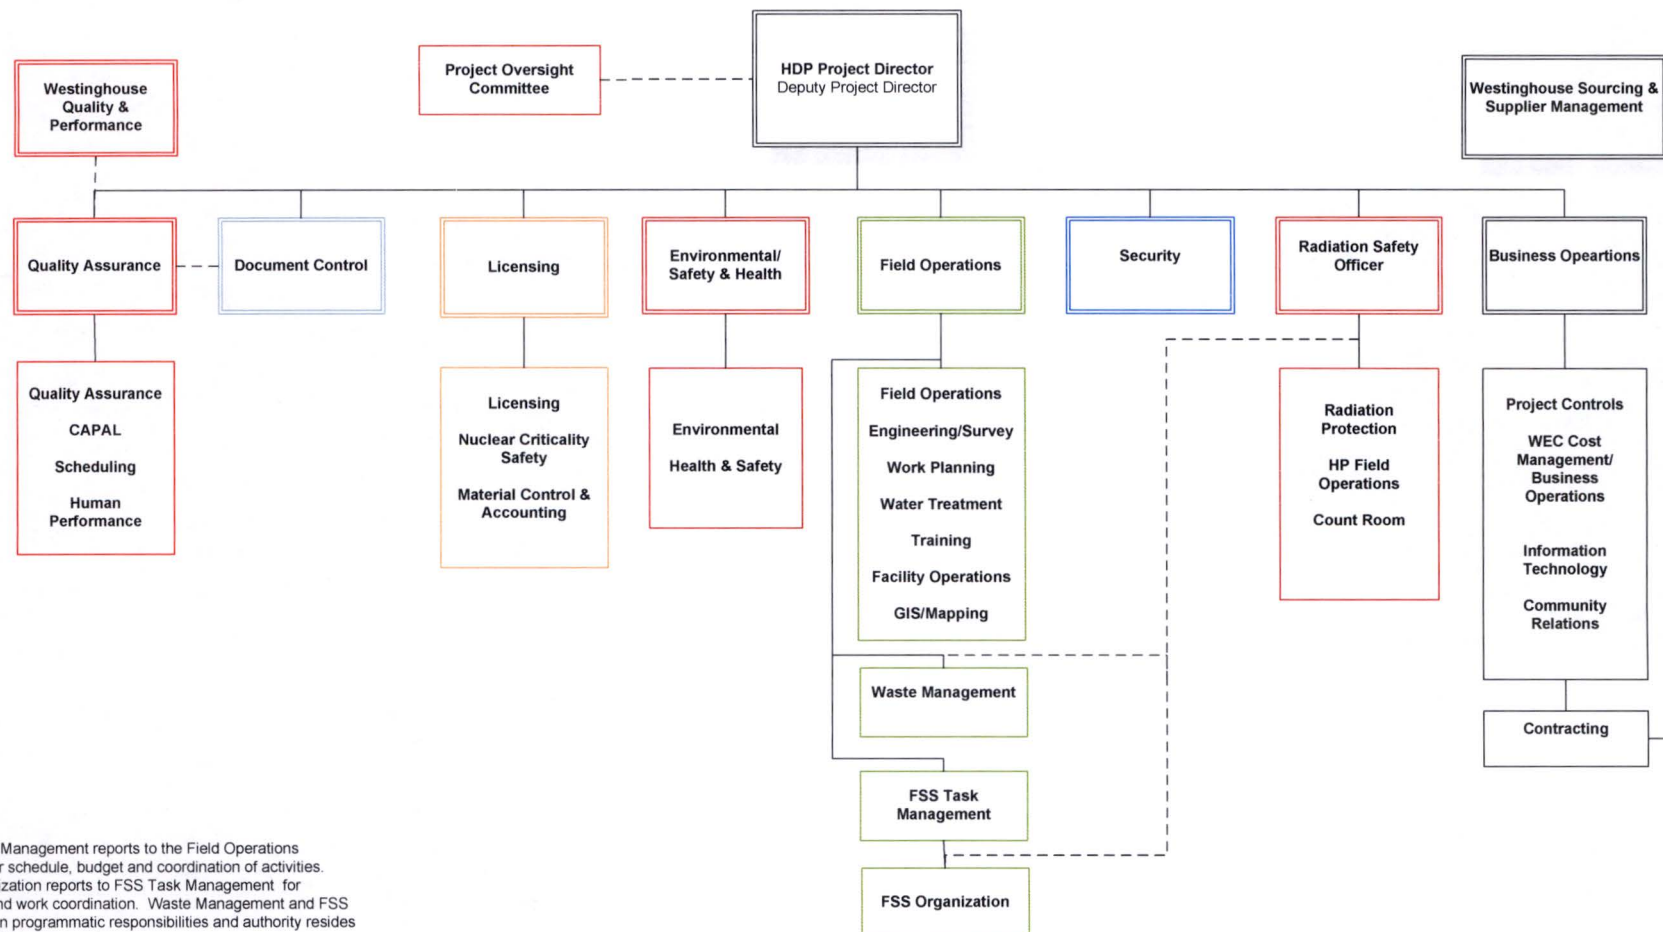 Project Oversight
Committee
HDP Project Director
Deputy Project Director
Westinghouse
Quality &
Performance
Westinghouse Sourcing &
Supplier Management
Quality Assurance
Document Control
Licensing
Environmental/
Safety & Health
Field Operations
Security
Radiation Safety
Officer
Business Opeartions
Quality Assurance
CAPAL
Scheduling
Human
Performance
Licensing
Nuclear Criticality
Safety
Material Control &
Accounting
Environmental
Health & Safety
Field Operations
Engineering/Survey
Work Planning
Water Treatment
Training
Facility Operations
GIS/Mapping
Radiation
Protection
HP Field
Operations
Count Room
Project Controls
WEC Cost
Management/
Business
Operations
Information
Technology
Community
Relations
Waste Management
Contracting
FSS Task
Management
FSS Organization
Management reports to the Field Operations
schedule, budget and coordination of activities.
reports to FSS Task Management for
work coordination. Waste Management and FSS
programmatic responsibilities and authority resides